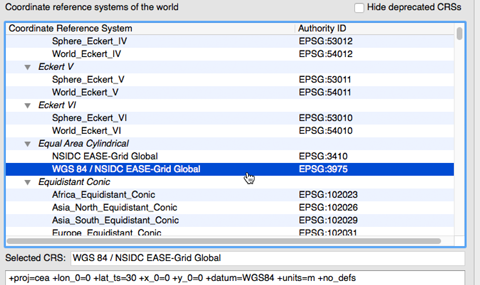 Coordinate reference systems of the world
Hide deprecated CRSs
Coordinate Reference System Authority ID
Sphere_Eckert_IV EPSG:53012
World_Eckert_IV EPSG:54012
Eckert V
Sphere_Eckert_V EPSG:53011
World_Eckert_V EPSG:54011
Eckert VI
Sphere_Eckert_VI EPSG:53010
World_Eckert_VI EPSG:54010
Equal Area Cylindrical
NSIDC EASE-Grid Global EPSG:3410
WGS 84 / NSIDC EASE-Grid Global EPSG:3975
Equidistant Conic
Africa_Equidistant_Conic EPSG:102023
Asia_North_Equidistant_Conic EPSG:102026
Asia_South_Equidistant_Conic EPSG:102029
Europe_Equidistant_Conic EPSG:102031
Selected CRS: WGS 84 / NSIDC EASE-Grid Global
+proj=cea +lon_0=0 +lat_ts=30 +x_0=0 +y_0=0 +datum=WGS84 +units=m +no_defs